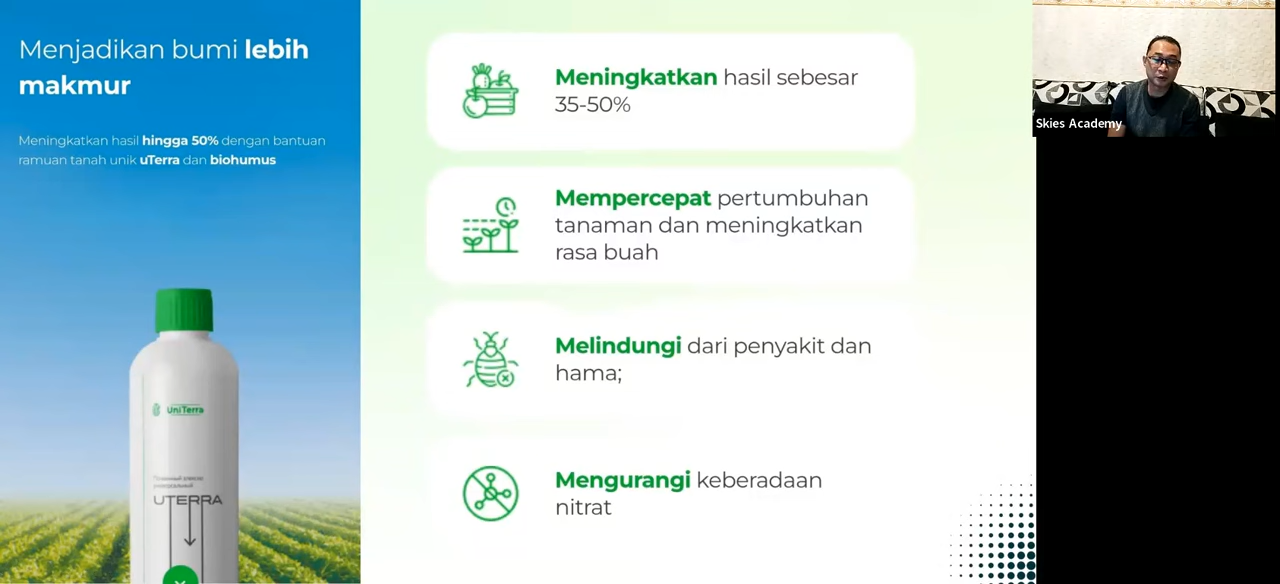 Menjadikan bumi lebih
makmur
Meningkatkan hasil hingga 50% dengan bantuan
ramuan tanah unik uTerra dan biohumus
UniTerra
UTERRA
Meningkatkan hasil sebesar
35-50%
Mempercepat pertumbuhan
tanaman dan meningkatkan
rasa buah
Melindungi dari penyakit dan
hama;
Mengurangi keberadaan
nitrat
Skies Academy